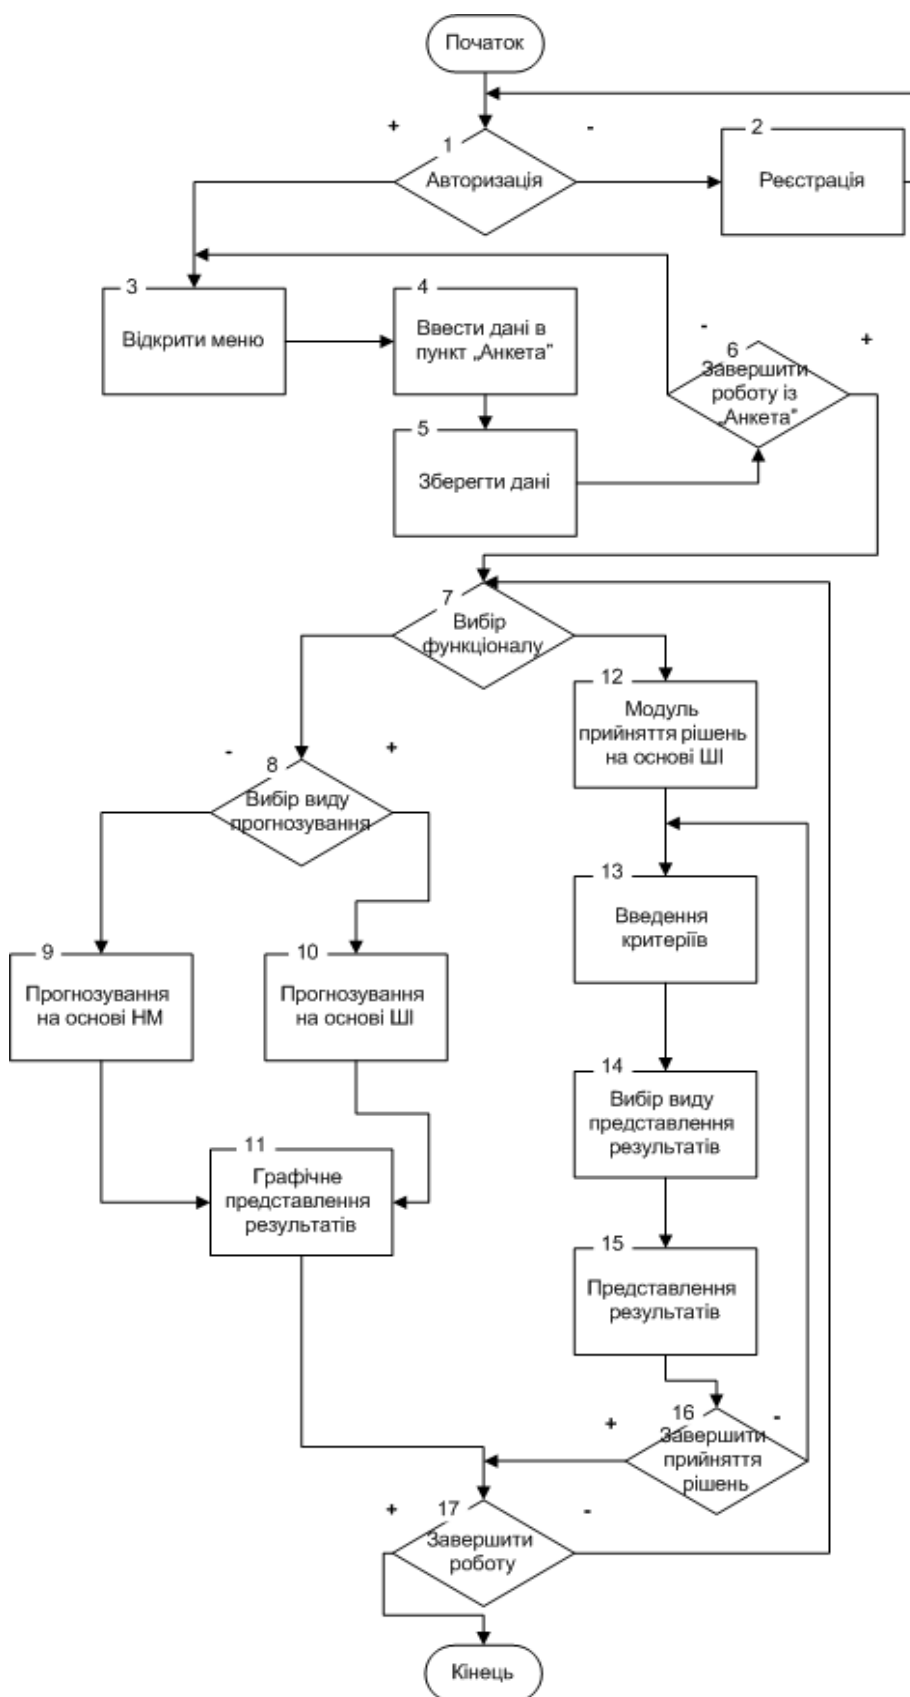 Початок
+
-
1
Авторизація
2
Реєстрація
3
Відкрити меню
4
Ввести дані в
пункт „Анкета”
-
+
6
Завершити
роботу із
„Анкета”
5
Зберегти дані
7
Вибір
функціоналу
12
Модуль
прийняття рішень
на основі ШІ
-
+
8
Вибір виду
прогнозування
13
Введення
критеріїв
9
Прогнозування
на основі НМ
10
Прогнозування
на основі ШІ
14
Вибір виду
представлення
результатів
11
Графічне
представлення
результатів
15
Представлення
результатів
+
-
16
Завершити
прийняття
рішень
+
-
17
Завершити
роботу
Кінець